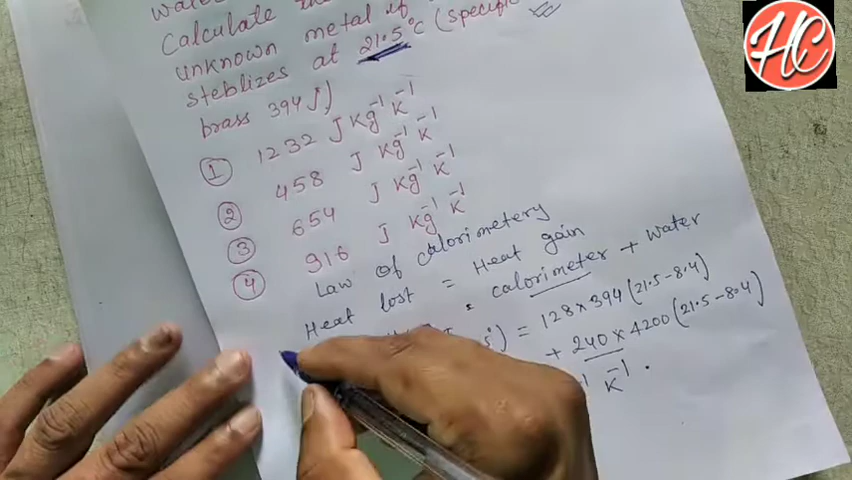 water
Calculate the
unknown metal if
steblizes at 21.5°C (specific
brass 394 J)
① 1232 J Kg⁻¹ K⁻¹
② 458 J Kg⁻¹ K⁻¹
③ 654 J Kg⁻¹ K⁻¹
④ 916 J Kg⁻¹ K⁻¹
Law of calorimetery
Heat lost = Heat gain
calorimeter + water
= 128×394 (21.5-8.4)
+ 240×4200 (21.5-8.4)
K⁻¹.
HC